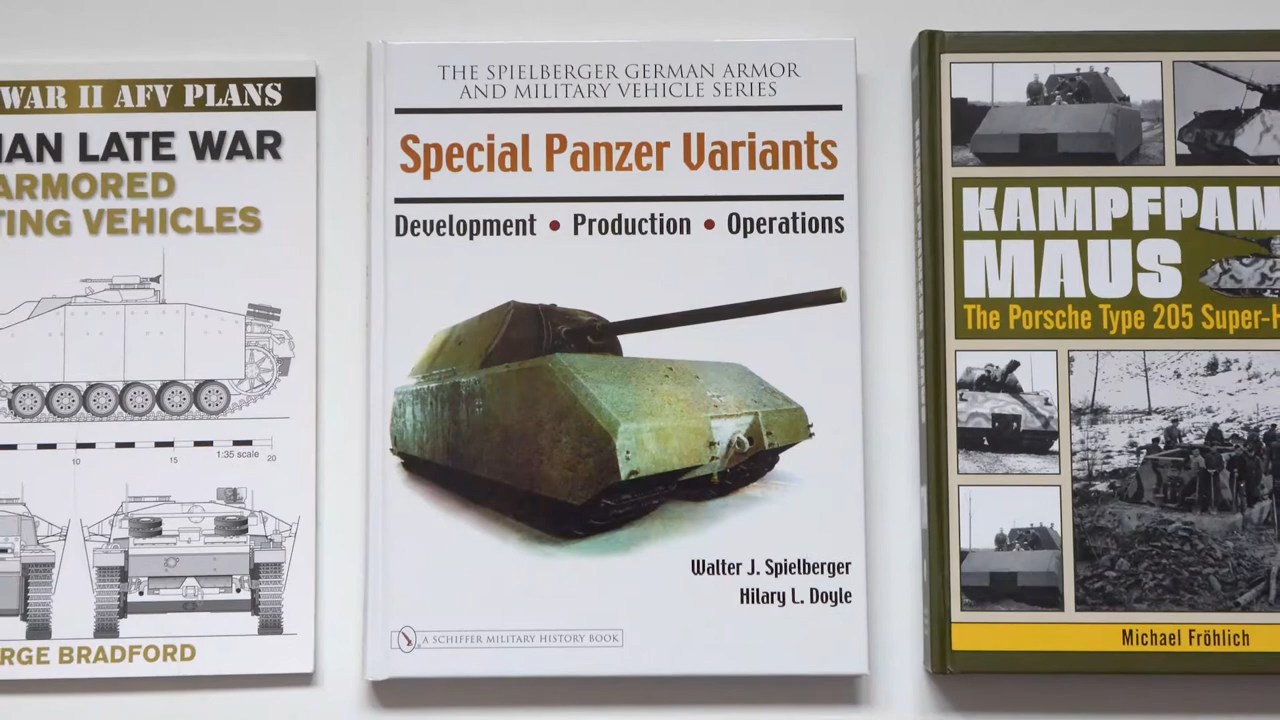 WAR II AFV PLANS
IAN LATE WAR
ARMORED
TING VEHICLES
1:35 scale
10
15
20
RGE BRADFORD
THE SPIELBERGER GERMAN ARMOR
AND MILITARY VEHICLE SERIES
Special Panzer Variants
Development • Production • Operations
Walter J. Spielberger
Hilary L. Doyle
A SCHIFFER MILITARY HISTORY BOOK
KAMPFPAN
MAUS
The Porsche Type 205 Super-H
Michael Fröhlich